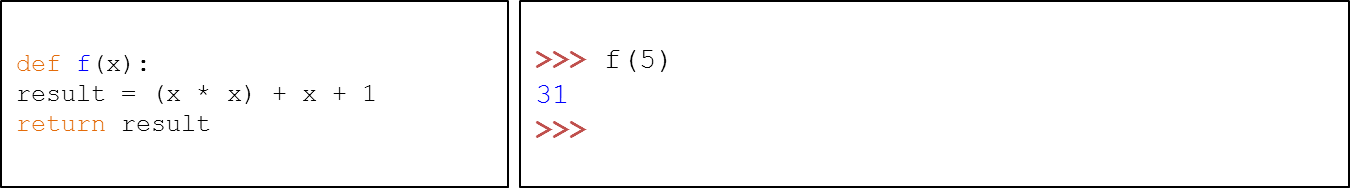 def f(x):
result = (x * x) + x + 1
return result
>>> f(5)
31
>>>